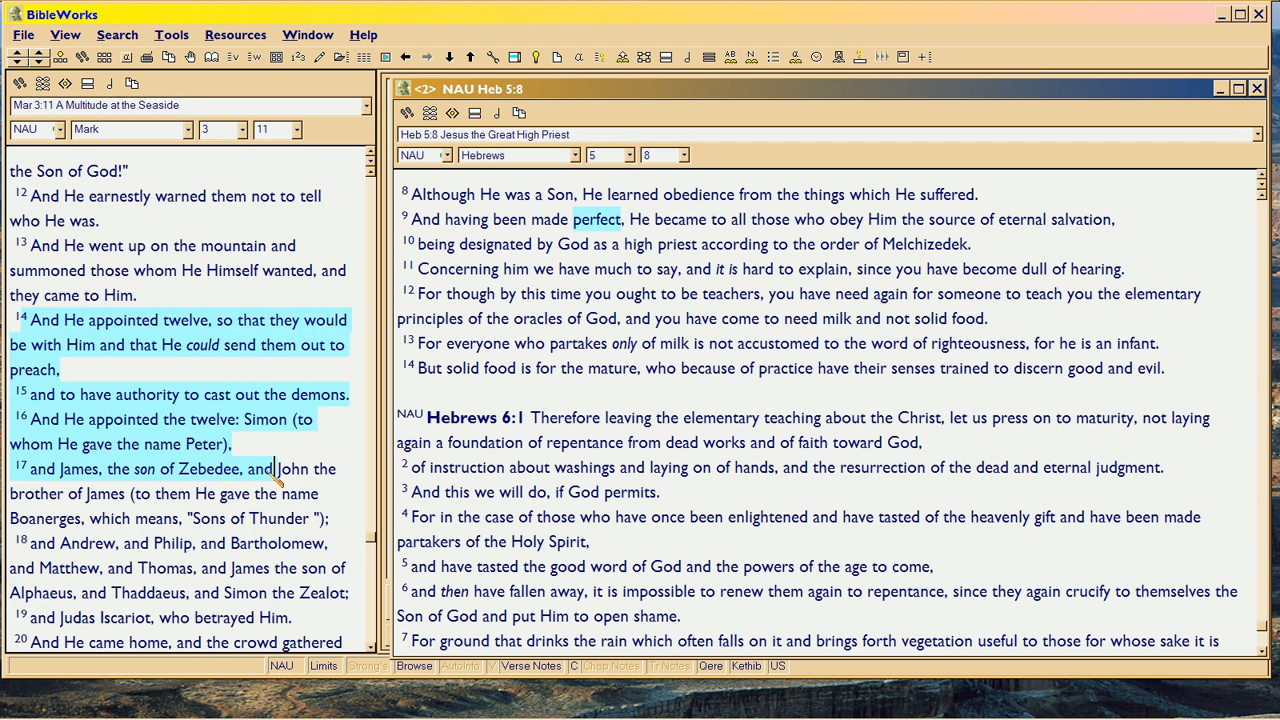 BibleWorks
File View Search Tools Resources Window Help
Mar 3:11 A Multitude at the Seaside
NAU Mark 3 11
the Son of God!"
12 And He earnestly warned them not to tell
who He was.
13 And He went up on the mountain and
summoned those whom He Himself wanted, and
they came to Him.
14 And He appointed twelve, so that they would
be with Him and that He could send them out to
preach,
15 and to have authority to cast out the demons.
16 And He appointed the twelve: Simon (to
whom He gave the name Peter),
17 and James, the son of Zebedee, and John the
brother of James (to them He gave the name
Boanerges, which means, "Sons of Thunder ");
18 and Andrew, and Philip, and Bartholomew,
and Matthew, and Thomas, and James the son of
Alphaeus, and Thaddaeus, and Simon the Zealot;
19 and Judas Iscariot, who betrayed Him.
20 And He came home, and the crowd gathered
<2> NAU Heb 5:8
Heb 5:8 Jesus the Great High Priest
NAU Hebrews 5 8
8 Although He was a Son, He learned obedience from the things which He suffered.
9 And having been made perfect, He became to all those who obey Him the source of eternal salvation,
10 being designated by God as a high priest according to the order of Melchizedek.
11 Concerning him we have much to say, and it is hard to explain, since you have become dull of hearing.
12 For though by this time you ought to be teachers, you have need again for someone to teach you the elementary
principles of the oracles of God, and you have come to need milk and not solid food.
13 For everyone who partakes only of milk is not accustomed to the word of righteousness, for he is an infant.
14 But solid food is for the mature, who because of practice have their senses trained to discern good and evil.
NAU Hebrews 6:1 Therefore leaving the elementary teaching about the Christ, let us press on to maturity, not laying
again a foundation of repentance from dead works and of faith toward God,
2 of instruction about washings and laying on of hands, and the resurrection of the dead and eternal judgment.
3 And this we will do, if God permits.
4 For in the case of those who have once been enlightened and have tasted of the heavenly gift and have been made
partakers of the Holy Spirit,
5 and have tasted the good word of God and the powers of the age to come,
6 and then have fallen away, it is impossible to renew them again to repentance, since they again crucify to themselves the
Son of God and put Him to open shame.
7 For ground that drinks the rain which often falls on it and brings forth vegetation useful to those for whose sake it is
NAU Limits Strong's Browse AutoInfo V Verse Notes C Chap Notes Tr Notes Qere Kethib US